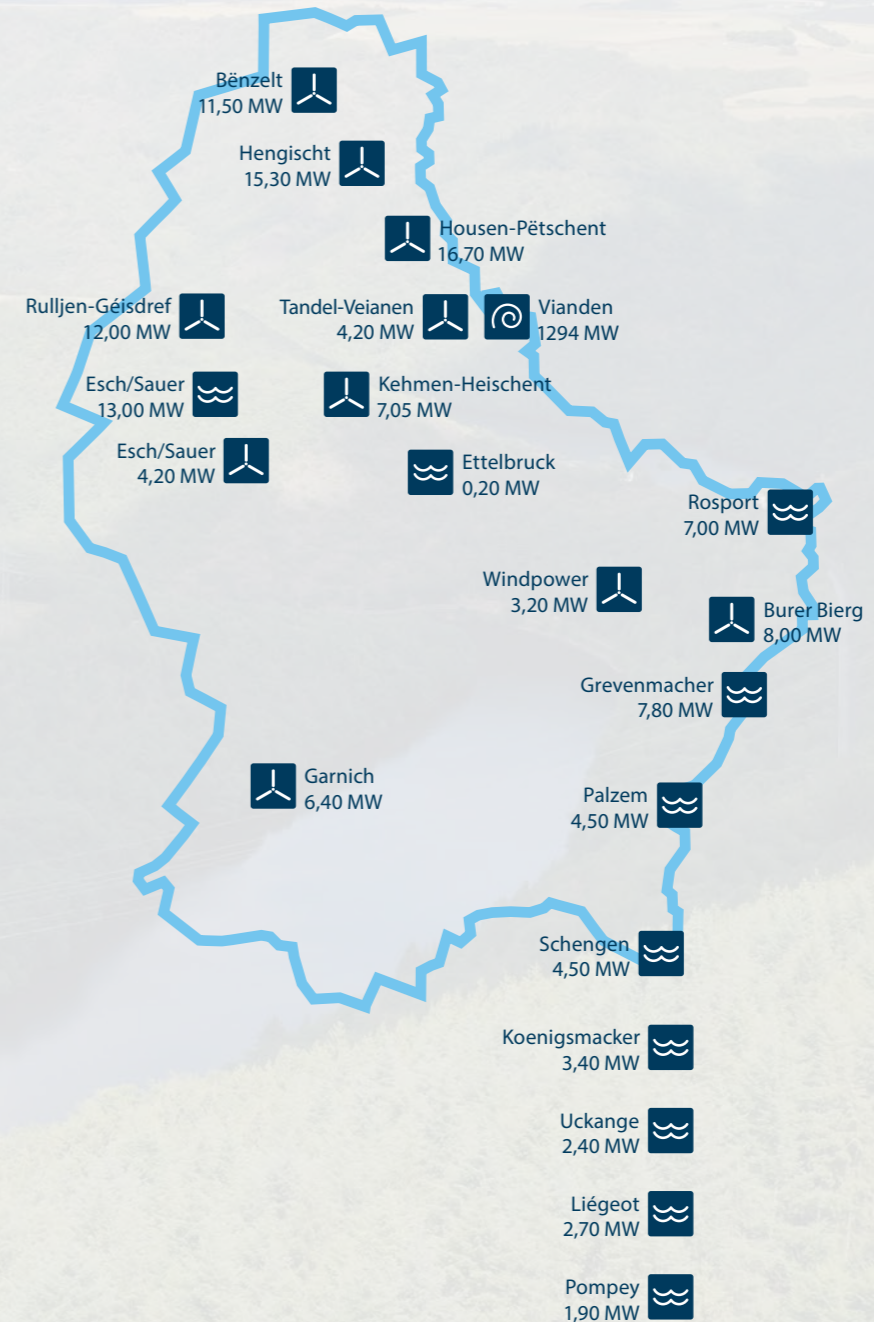 Bënzelt
11,50 MW
Hengischt
15,30 MW
Housen-Pëtschent
16,70 MW
Rulljen-Géisdref
12,00 MW
Tandel-Veianen
4,20 MW
Vianden
1294 MW
Esch/Sauer
13,00 MW
Kehmen-Heischent
7,05 MW
Esch/Sauer
4,20 MW
Ettelbruck
0,20 MW
Rosport
7,00 MW
Windpower
3,20 MW
Burer Bierg
8,00 MW
Grevenmacher
7,80 MW
Garnich
6,40 MW
Palzem
4,50 MW
Schengen
4,50 MW
Koenigsmacker
3,40 MW
Uckange
2,40 MW
Liégeot
2,70 MW
Pompey
1,90 MW